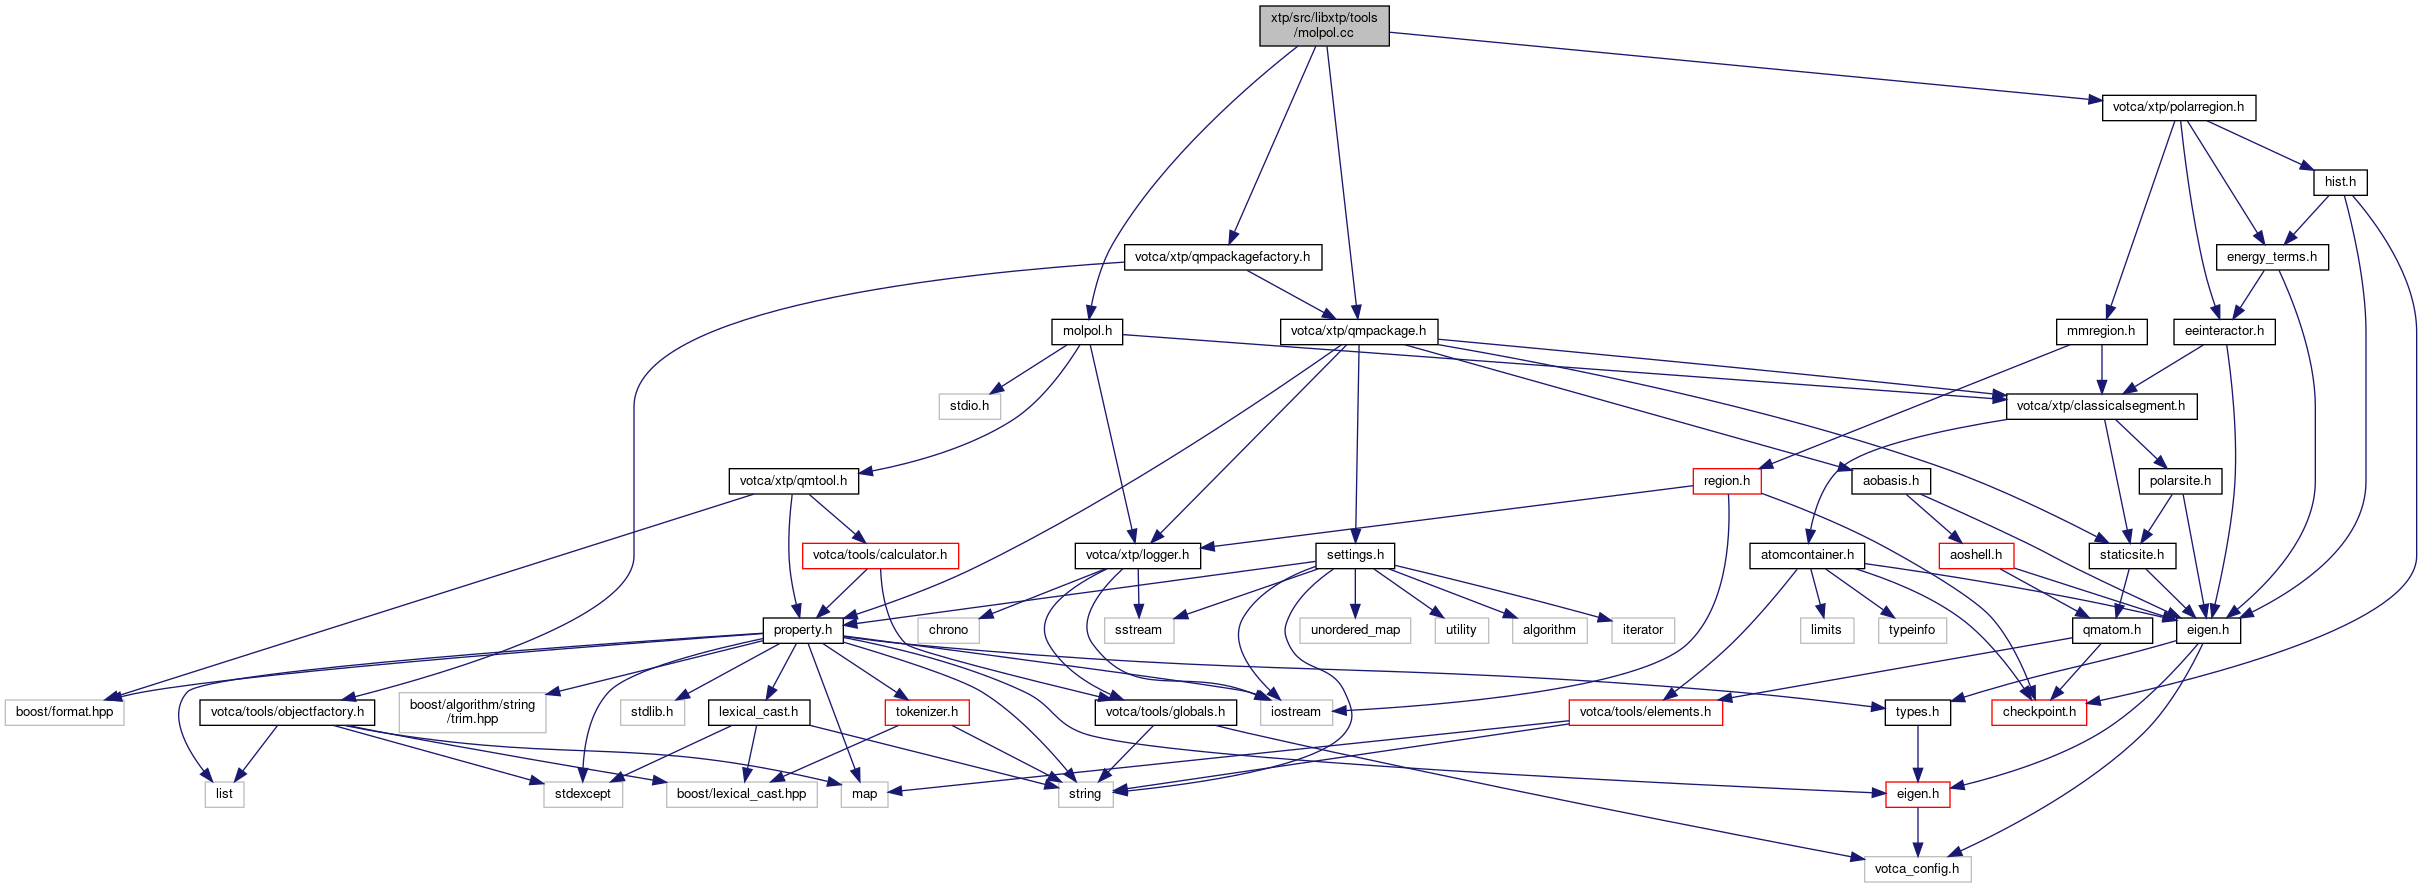 xtp/src/libxtp/tools
/molpol.cc
votca/xtp/polarregion.h
hist.h
votca/xtp/qmpackagefactory.h
energy_terms.h
molpol.h
votca/xtp/qmpackage.h
mmregion.h
eeinteractor.h
stdio.h
votca/xtp/classicalsegment.h
votca/xtp/qmtool.h
region.h
aobasis.h
polarsite.h
votca/tools/calculator.h
votca/xtp/logger.h
settings.h
atomcontainer.h
aoshell.h
staticsite.h
property.h
chrono
sstream
unordered_map
utility
algorithm
iterator
limits
typeinfo
qmatom.h
eigen.h
boost/format.hpp
votca/tools/objectfactory.h
boost/algorithm/string
/trim.hpp
stdlib.h
lexical_cast.h
tokenizer.h
votca/tools/globals.h
iostream
votca/tools/elements.h
types.h
checkpoint.h
list
stdexcept
boost/lexical_cast.hpp
map
string
eigen.h
votca_config.h